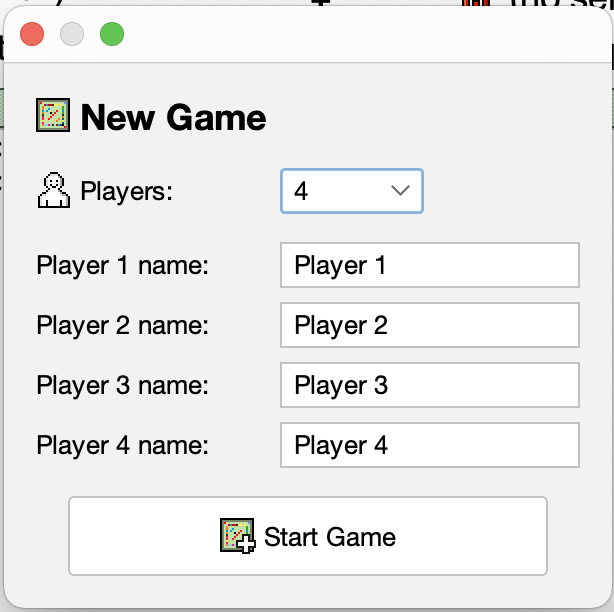 New Game
Players: 4
Player 1 name: Player 1
Player 2 name: Player 2
Player 3 name: Player 3
Player 4 name: Player 4
Start Game